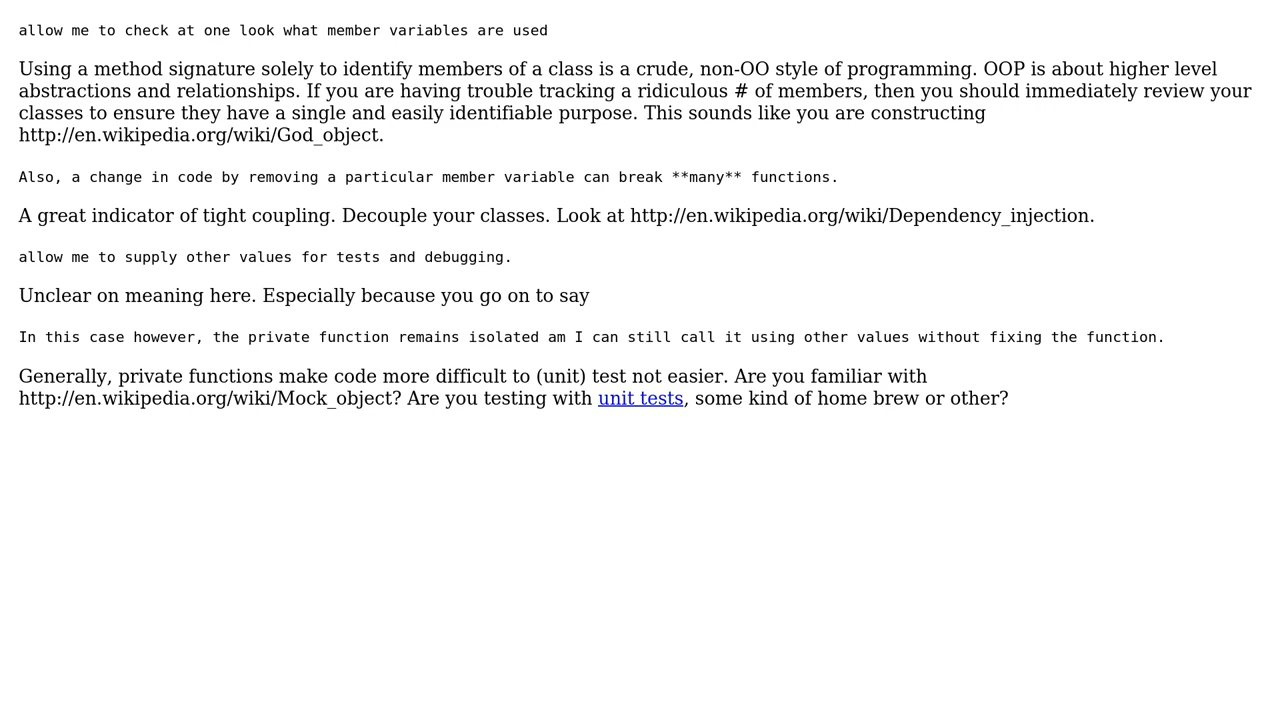 allow me to check at one look what member variables are used
Using a method signature solely to identify members of a class is a crude, non-OO style of programming. OOP is about higher level
abstractions and relationships. If you are having trouble tracking a ridiculous # of members, then you should immediately review your
classes to ensure they have a single and easily identifiable purpose. This sounds like you are constructing
http://en.wikipedia.org/wiki/God_object.
Also, a change in code by removing a particular member variable can break **many** functions.
A great indicator of tight coupling. Decouple your classes. Look at http://en.wikipedia.org/wiki/Dependency_injection.
allow me to supply other values for tests and debugging.
Unclear on meaning here. Especially because you go on to say
In this case however, the private function remains isolated am I can still call it using other values without fixing the function.
Generally, private functions make code more difficult to (unit) test not easier. Are you familiar with
http://en.wikipedia.org/wiki/Mock_object? Are you testing with unit tests, some kind of home brew or other?